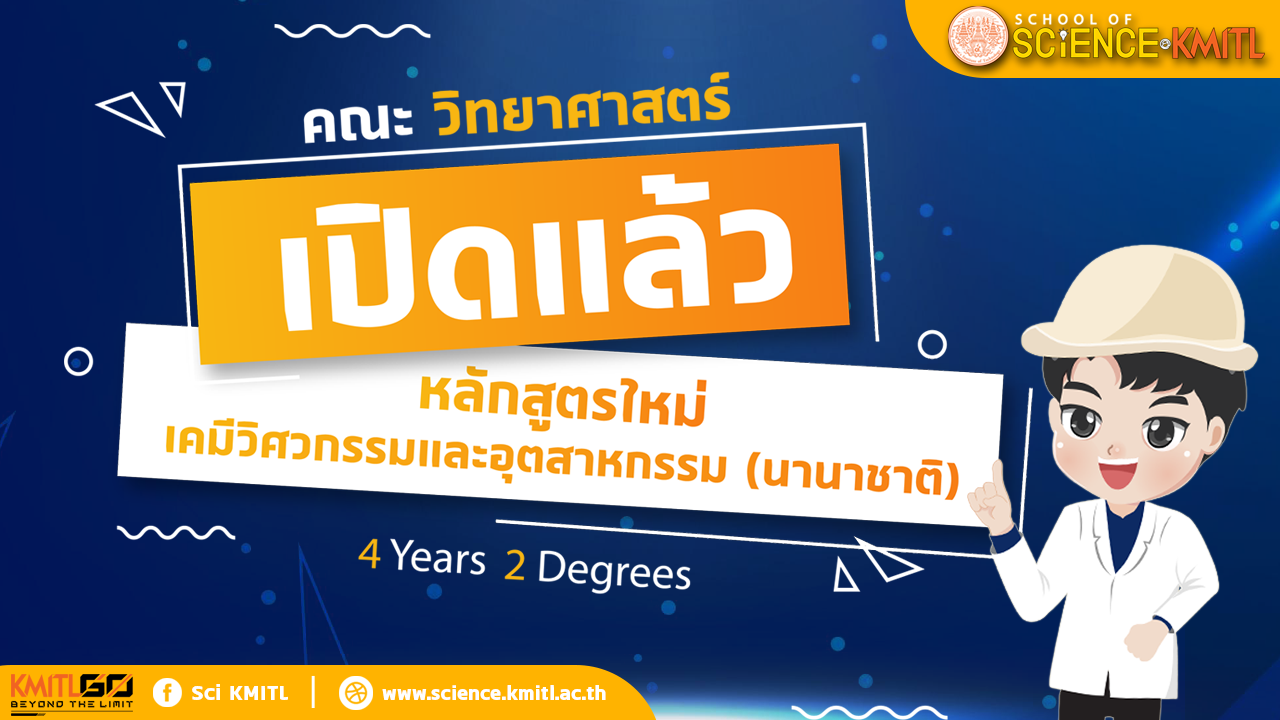 SCHOOL OF
SCIENCE KMITL
คณะ วิทยาศาสตร์
เปิดแล้ว
หลักสูตรใหม่
เคมีวิศวกรรมและอุตสาหกรรม (นานาชาติ)
4 Years 2 Degrees
KMITL GO
BEYOND THE LIMIT
Sci KMITL | www.science.kmitl.ac.th